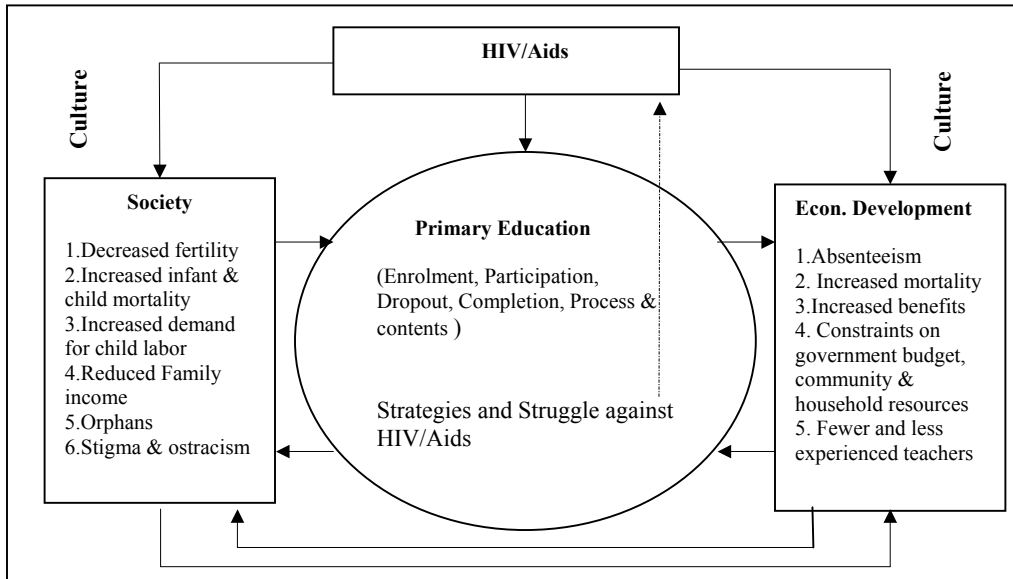 HIV/Aids
Culture
Culture
Society
1.Decreased fertility
2.Increased infant &
child mortality
3.Increased demand
for child labor
4.Reduced Family
income
5.Orphans
6.Stigma & ostracism
Primary Education
(Enrolment, Participation,
Dropout, Completion, Process &
contents )
Strategies and Struggle against
HIV/Aids
Econ. Development
1.Absenteeism
2. Increased mortality
3.Increased benefits
4. Constraints on
government budget,
community &
household resources
5. Fewer and less
experienced teachers